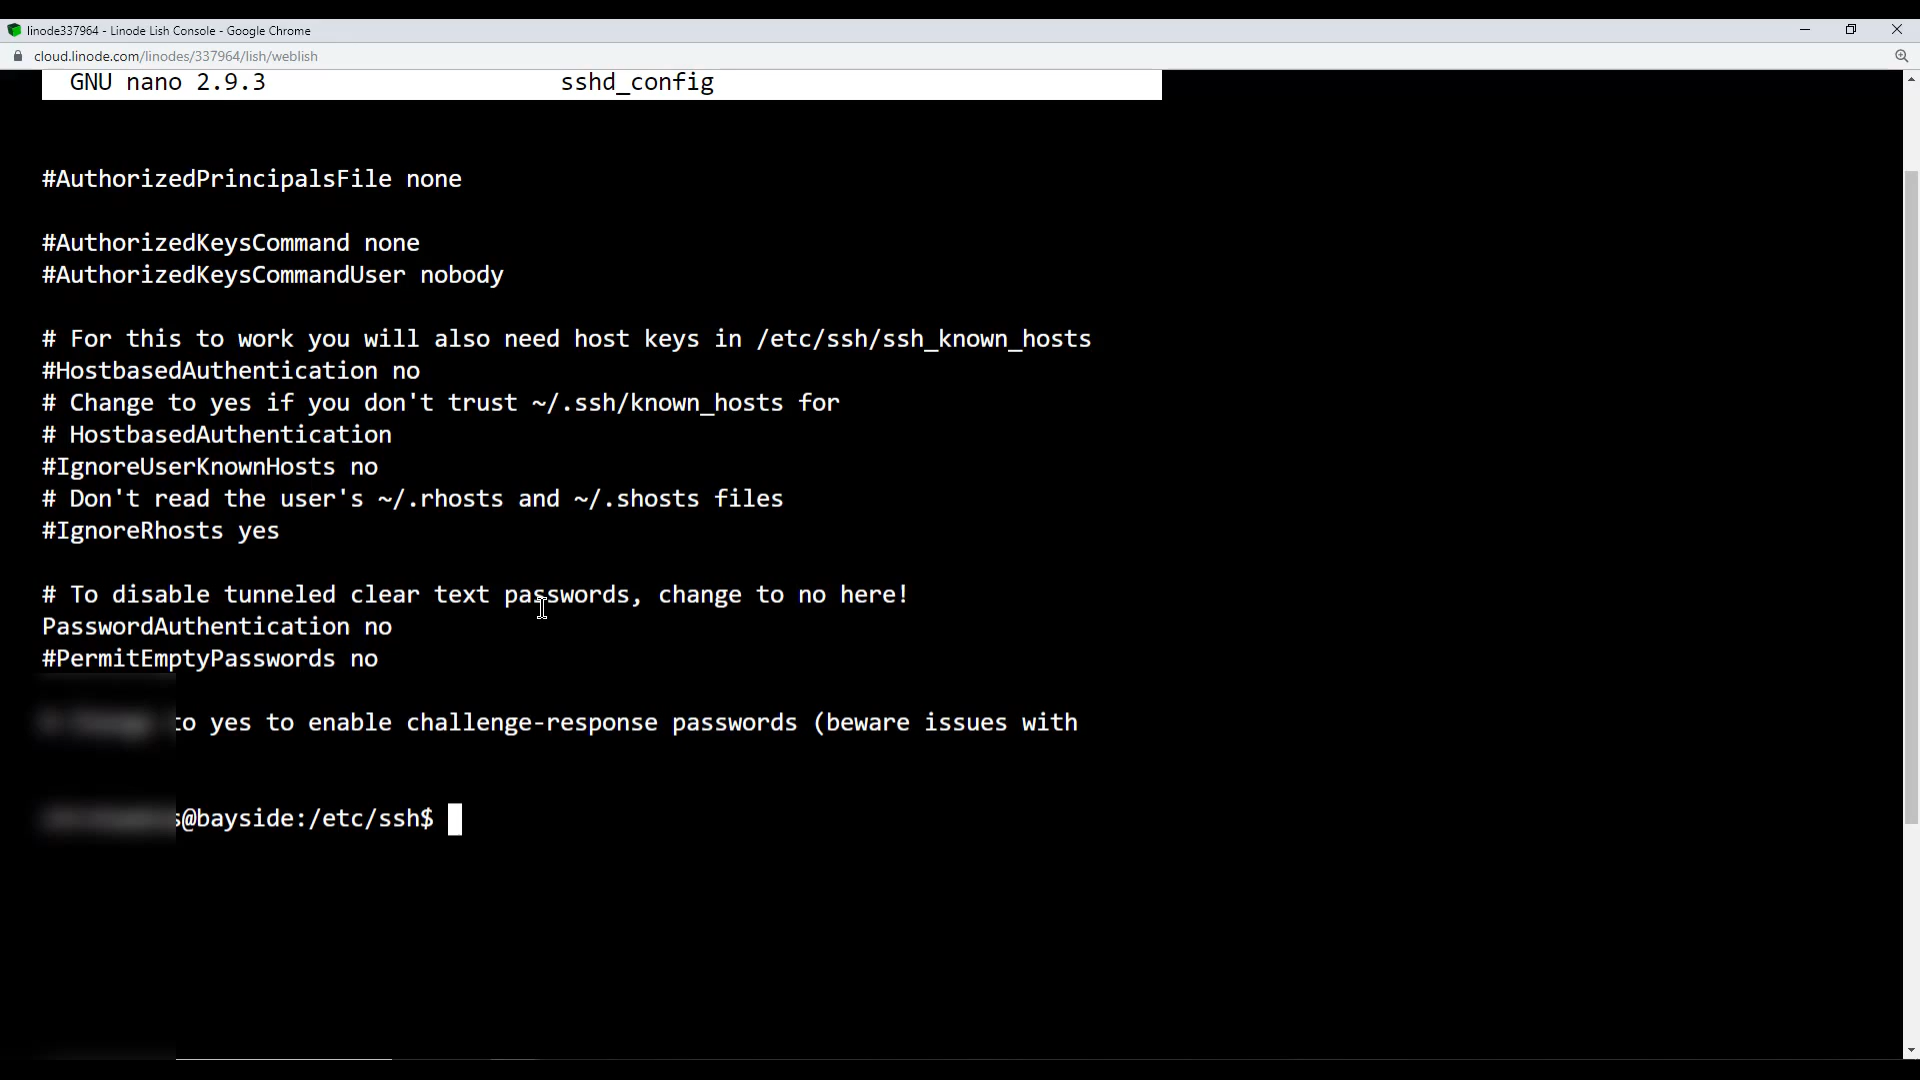 linode337964 - Linode Lish Console - Google Chrome
cloud.linode.com/linodes/337964/lish/weblish
GNU nano 2.9.3 sshd_config
#AuthorizedPrincipalsFile none
#AuthorizedKeysCommand none
#AuthorizedKeysCommandUser nobody
# For this to work you will also need host keys in /etc/ssh/ssh_known_hosts
#HostbasedAuthentication no
# Change to yes if you don't trust ~/.ssh/known_hosts for
# HostbasedAuthentication
#IgnoreUserKnownHosts no
# Don't read the user's ~/.rhosts and ~/.shosts files
#IgnoreRhosts yes
# To disable tunneled clear text passwords, change to no here!
PasswordAuthentication no
#PermitEmptyPasswords no
to yes to enable challenge-response passwords (beware issues with
s@bayside:/etc/ssh$